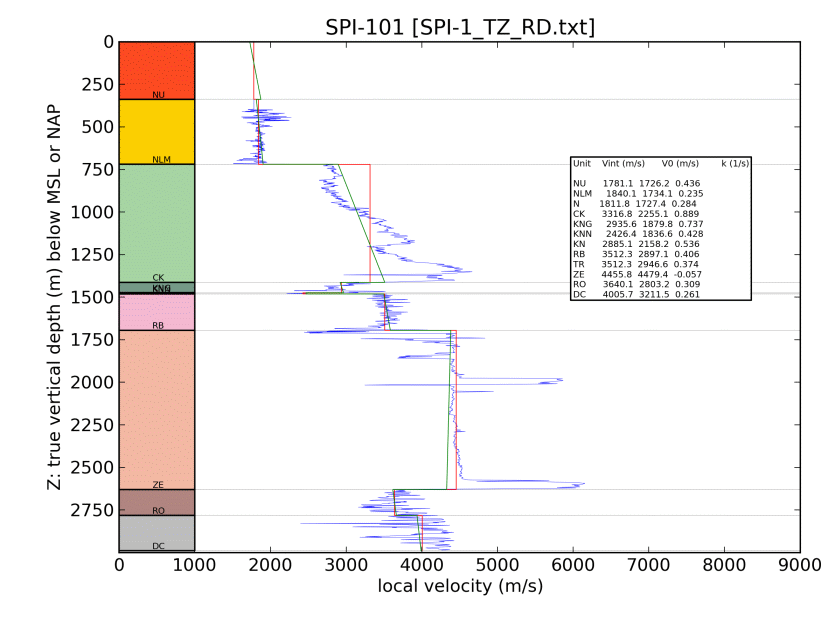 SPI-101 [SPI-1_TZ_RD.txt]
Z: true vertical depth (m) below MSL or NAP
0
250
500
750
1000
1250
1500
1750
2000
2250
2500
2750
NU
NLM
CK
KNG
RB
ZE
RO
DC
Unit Vint (m/s) V0 (m/s) k (1/s)
NU 1781.1 1726.2 0.436
NLM 1840.1 1734.1 0.235
N 1811.8 1727.4 0.284
CK 3316.8 2255.1 0.889
KNG 2935.6 1879.8 0.737
KNN 2426.4 1836.6 0.428
KN 2885.1 2158.2 0.536
RB 3512.3 2897.1 0.406
TR 3512.3 2946.6 0.374
ZE 4455.8 4479.4 -0.057
RO 3640.1 2803.2 0.309
DC 4005.7 3211.5 0.261
0 1000 2000 3000 4000 5000 6000 7000 8000 9000
local velocity (m/s)